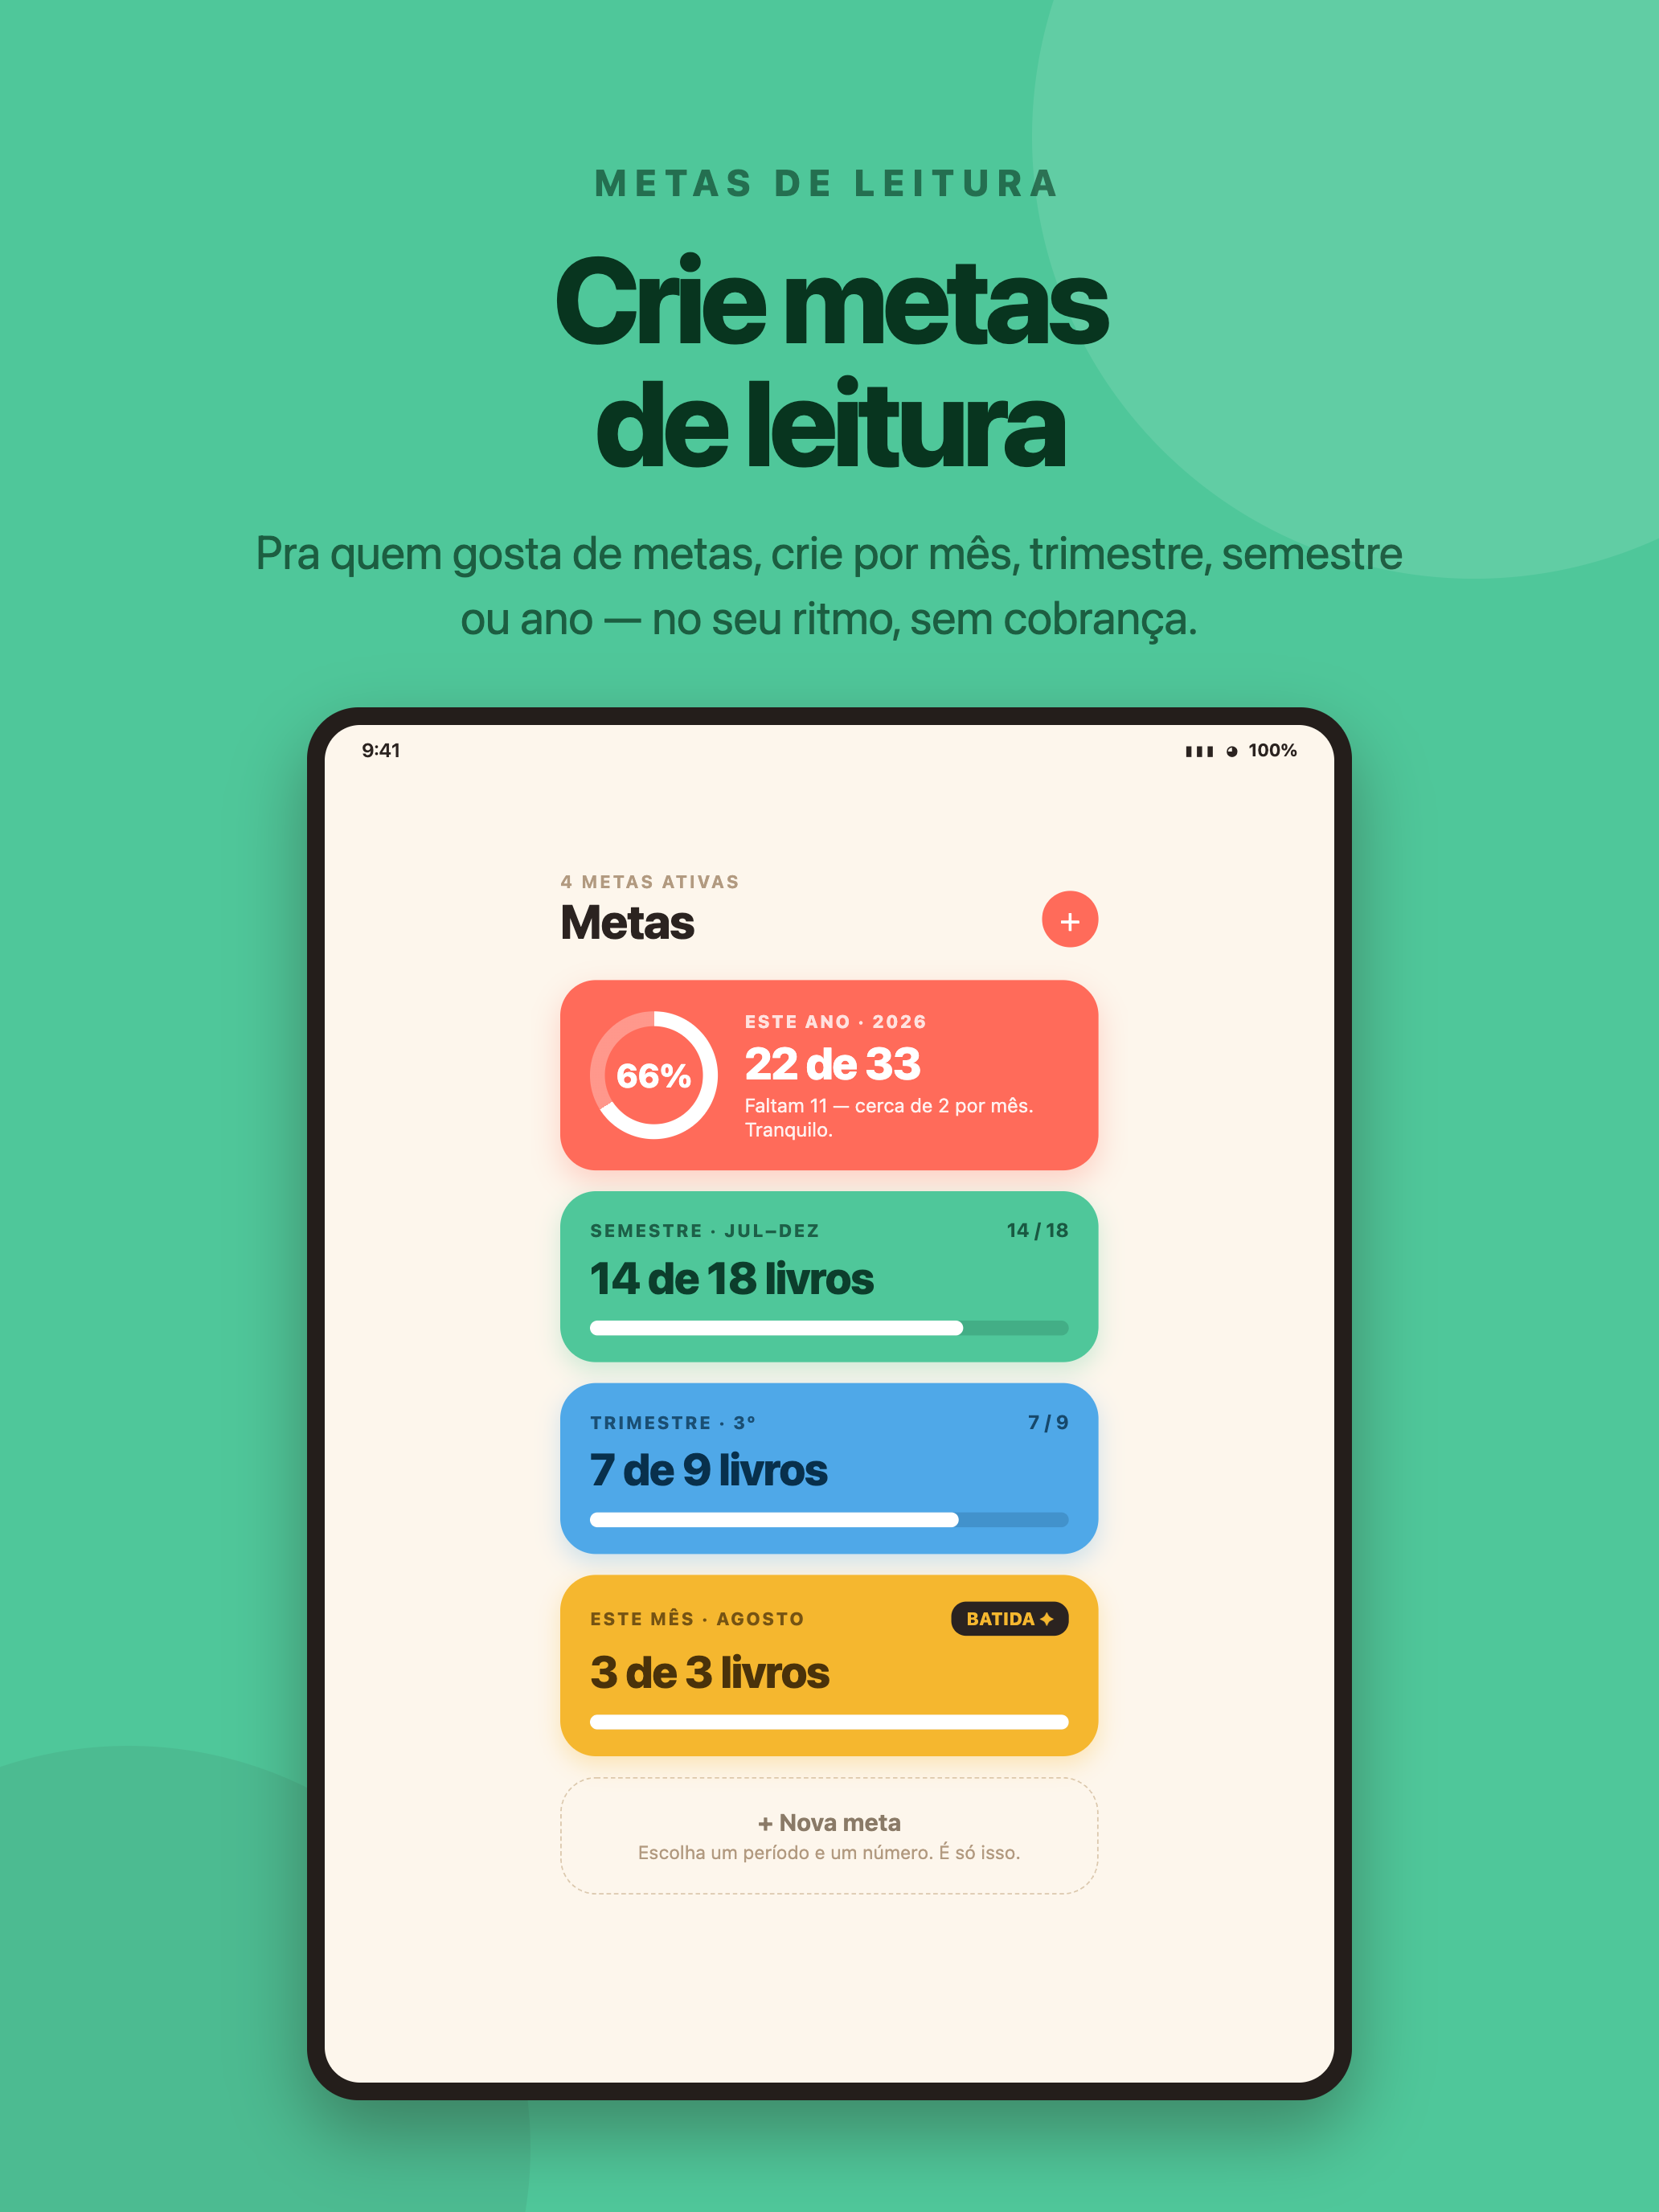 METAS DE LEITURA
Crie metas
de leitura
Pra quem gosta de metas, crie por mês, trimestre, semestre
ou ano — no seu ritmo, sem cobrança.
9:41
100%
4 METAS ATIVAS
Metas
+
66%
ESTE ANO · 2026
22 de 33
Faltam 11 — cerca de 2 por mês.
Tranquilo.
SEMESTRE · JUL–DEZ
14 / 18
14 de 18 livros
TRIMESTRE · 3º
7 / 9
7 de 9 livros
ESTE MÊS · AGOSTO
BATIDA ✦
3 de 3 livros
+ Nova meta
Escolha um período e um número. É só isso.